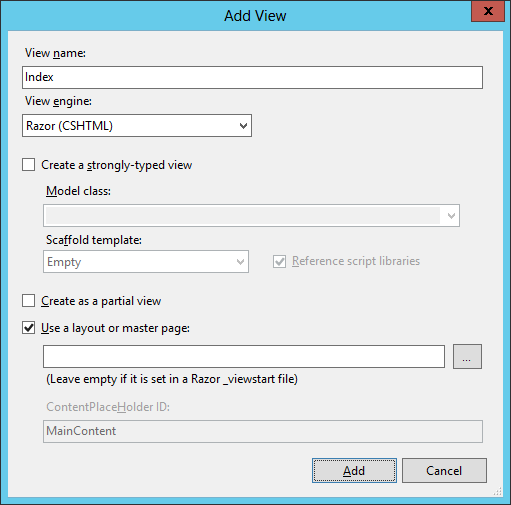 Add View
View name:
Index
View engine:
Razor (CSHTML)
Create a strongly-typed view
Model class:
Scaffold template:
Empty
Reference script libraries
Create as a partial view
Use a layout or master page:
...
(Leave empty if it is set in a Razor _viewstart file)
ContentPlaceHolder ID:
MainContent
Add Cancel